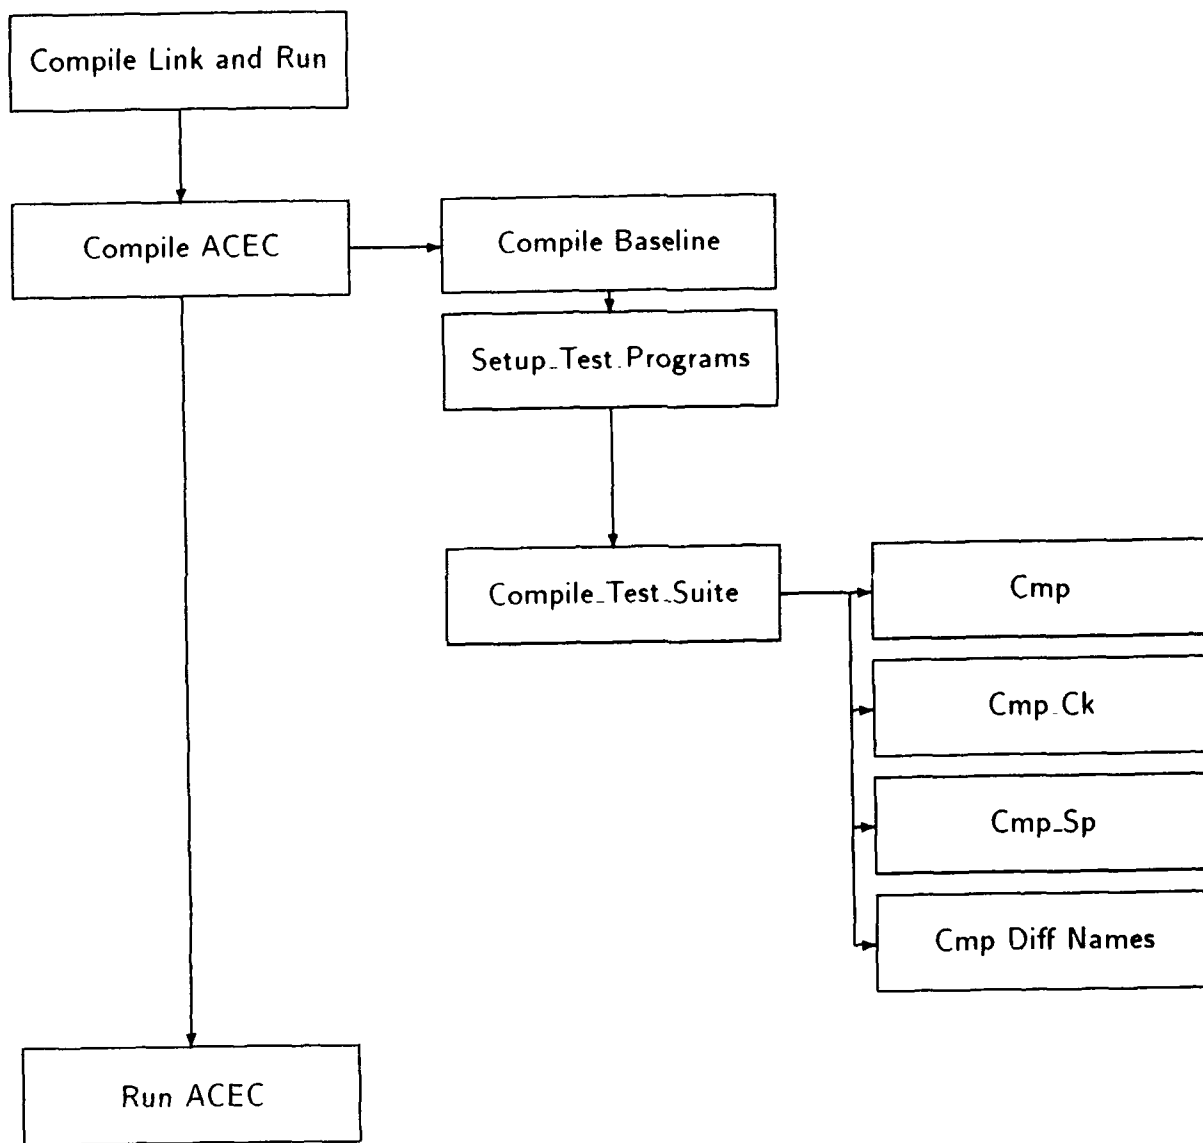 Compile Link and Run
Compile ACEC
Compile Baseline
Setup_Test_Programs
Compile_Test_Suite
Cmp
Cmp_Ck
Cmp_Sp
Cmp Diff Names
Run ACEC